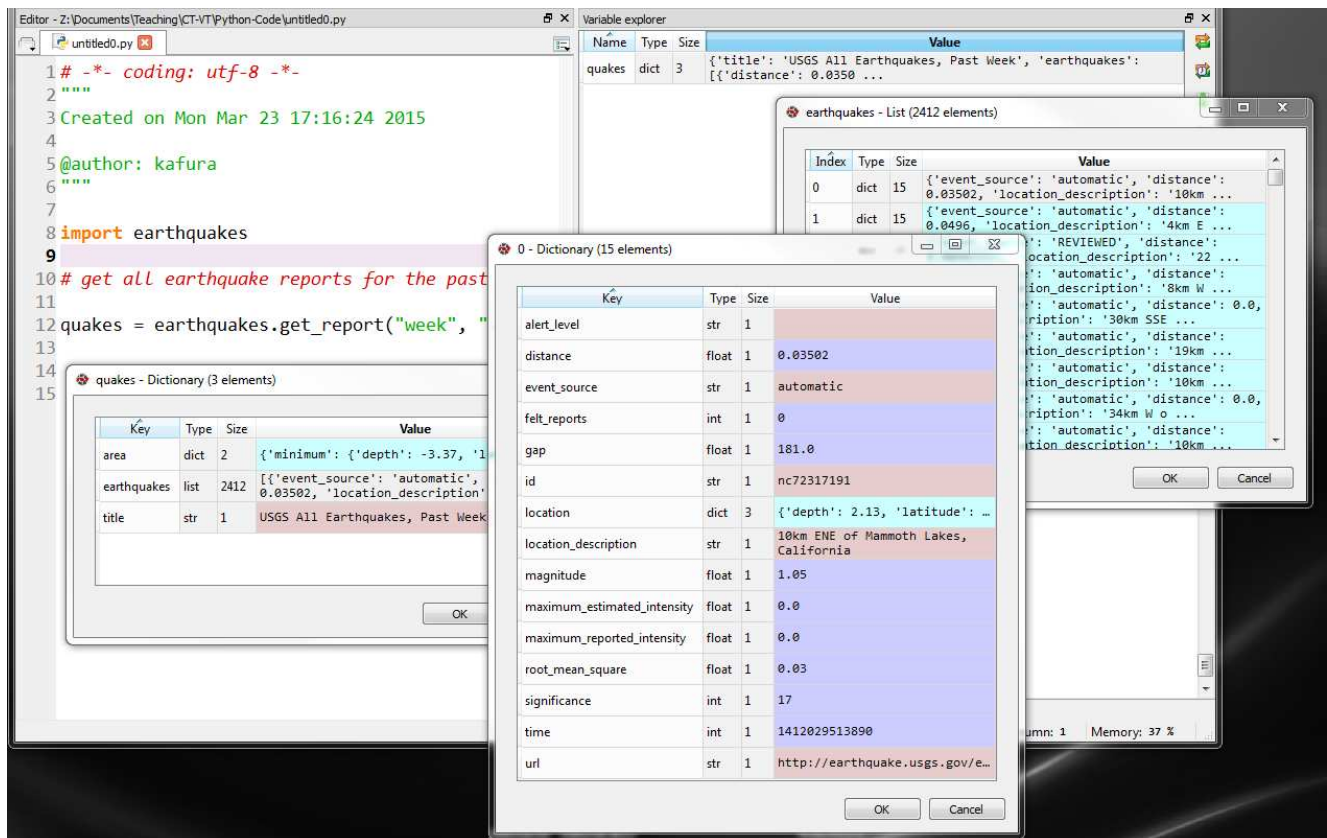 Editor - Z:\Documents\Teaching\CT-VT\Python-Code\untitled0.py
untitled0.py
1 # -*- coding: utf-8 -*-
2 """
3 Created on Mon Mar 23 17:16:24 2015
4
5 @author: kafura
6 """
7
8 import earthquakes
9
10 # get all earthquake reports for the past
11
12 quakes = earthquakes.get_report("week", "
13
14
15
Variable explorer
Name Type Size Value
quakes dict 3 {'title': 'USGS All Earthquakes, Past Week', 'earthquakes':
[{'distance': 0.0350 ...
earthquakes - List (2412 elements)
Index Type Size Value
0 dict 15 {'event_source': 'automatic', 'distance':
0.03502, 'location_description': '10km ...
1 dict 15 {'event_source': 'automatic', 'distance':
0.0496, 'location_description': '4km E ...
': 'REVIEWED', 'distance':
ocation_description': '22 ...
': 'automatic', 'distance':
ion_description': '8km W ...
': 'automatic', 'distance': 0.0,
ription': '30km SSE ...
': 'automatic', 'distance':
tion_description': '19km ...
': 'automatic', 'distance':
tion_description': '10km ...
': 'automatic', 'distance': 0.0,
ription': '34km W o ...
': 'automatic', 'distance':
tion_description': '10km ...
OK Cancel
quakes - Dictionary (3 elements)
Key Type Size Value
area dict 2 {'minimum': {'depth': -3.37, 'l
earthquakes list 2412 [{'event_source': 'automatic',
0.03502, 'location_description'
title str 1 USGS All Earthquakes, Past Week
OK
0 - Dictionary (15 elements)
Key Type Size Value
alert_level str 1
distance float 1 0.03502
event_source str 1 automatic
felt_reports int 1 0
gap float 1 181.0
id str 1 nc72317191
location dict 3 {'depth': 2.13, 'latitude': …
location_description str 1 10km ENE of Mammoth Lakes,
California
magnitude float 1 1.05
maximum_estimated_intensity float 1 0.0
maximum_reported_intensity float 1 0.0
root_mean_square float 1 0.03
significance int 1 17
time int 1 1412029513890
url str 1 http://earthquake.usgs.gov/e…
OK Cancel
umn: 1 Memory: 37 %